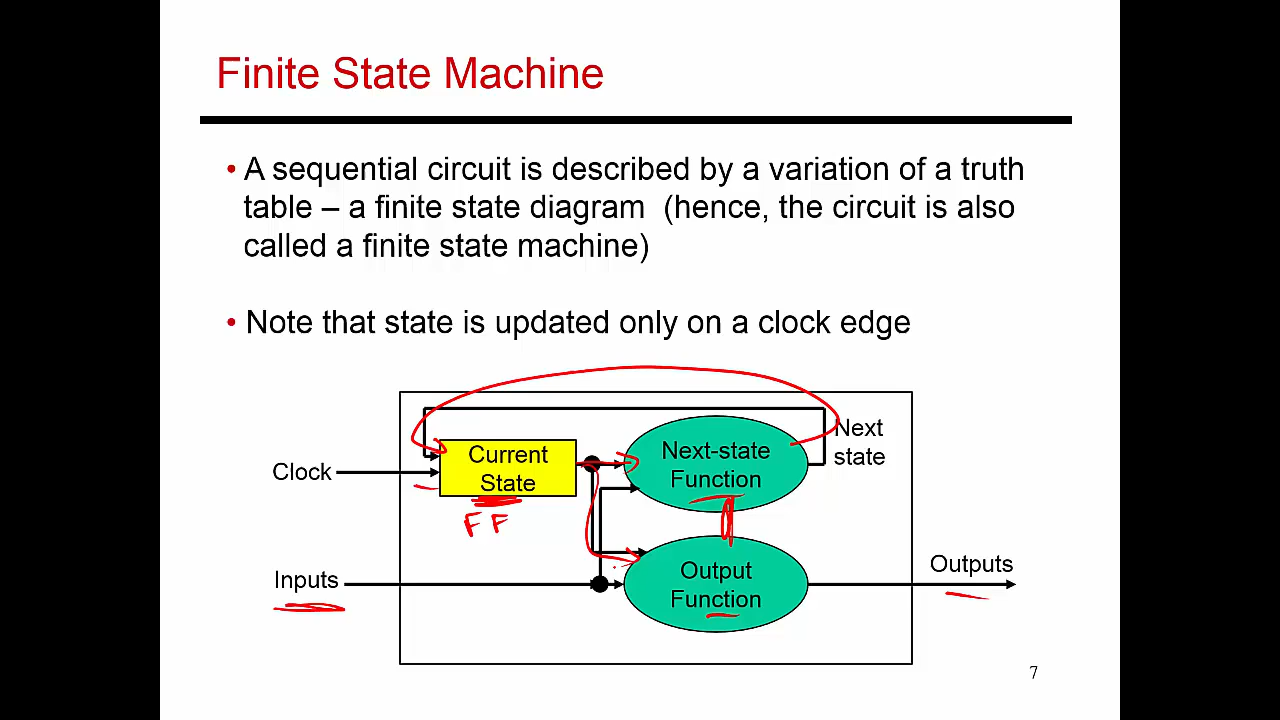 Finite State Machine
• A sequential circuit is described by a variation of a truth
table – a finite state diagram (hence, the circuit is also
called a finite state machine)
• Note that state is updated only on a clock edge
Next
state
Current
State
Next-state
Function
Clock
FF
Inputs
Output
Function
Outputs
7